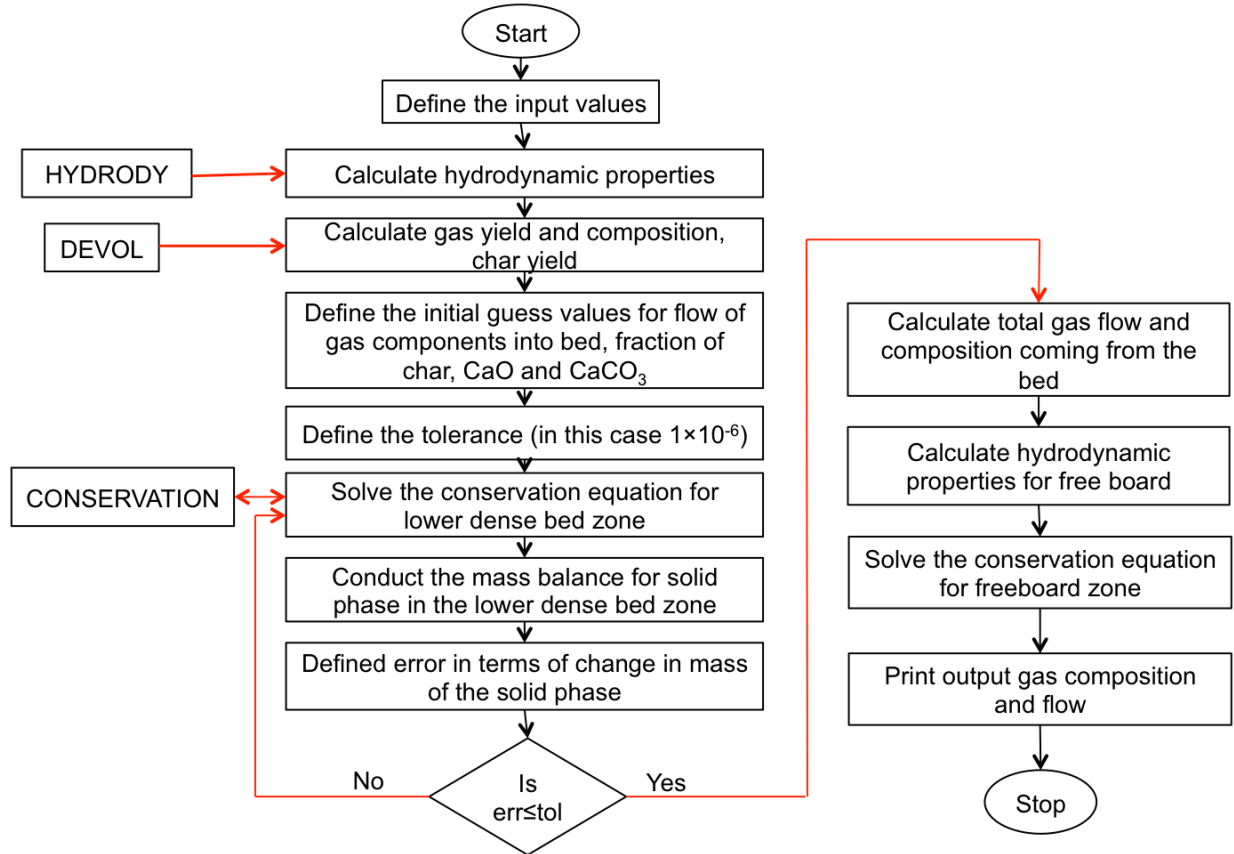 Start
Define the input values
HYDRODY
Calculate hydrodynamic properties
DEVOL
Calculate gas yield and composition,
char yield
Define the initial guess values for flow of
gas components into bed, fraction of
char, CaO and CaCO₃
Define the tolerance (in this case 1×10⁻⁶)
CONSERVATION
Solve the conservation equation for
lower dense bed zone
Conduct the mass balance for solid
phase in the lower dense bed zone
Defined error in terms of change in mass
of the solid phase
No
Is
err≤tol
Yes
Calculate total gas flow and
composition coming from the
bed
Calculate hydrodynamic
properties for free board
Solve the conservation equation
for freeboard zone
Print output gas composition
and flow
Stop